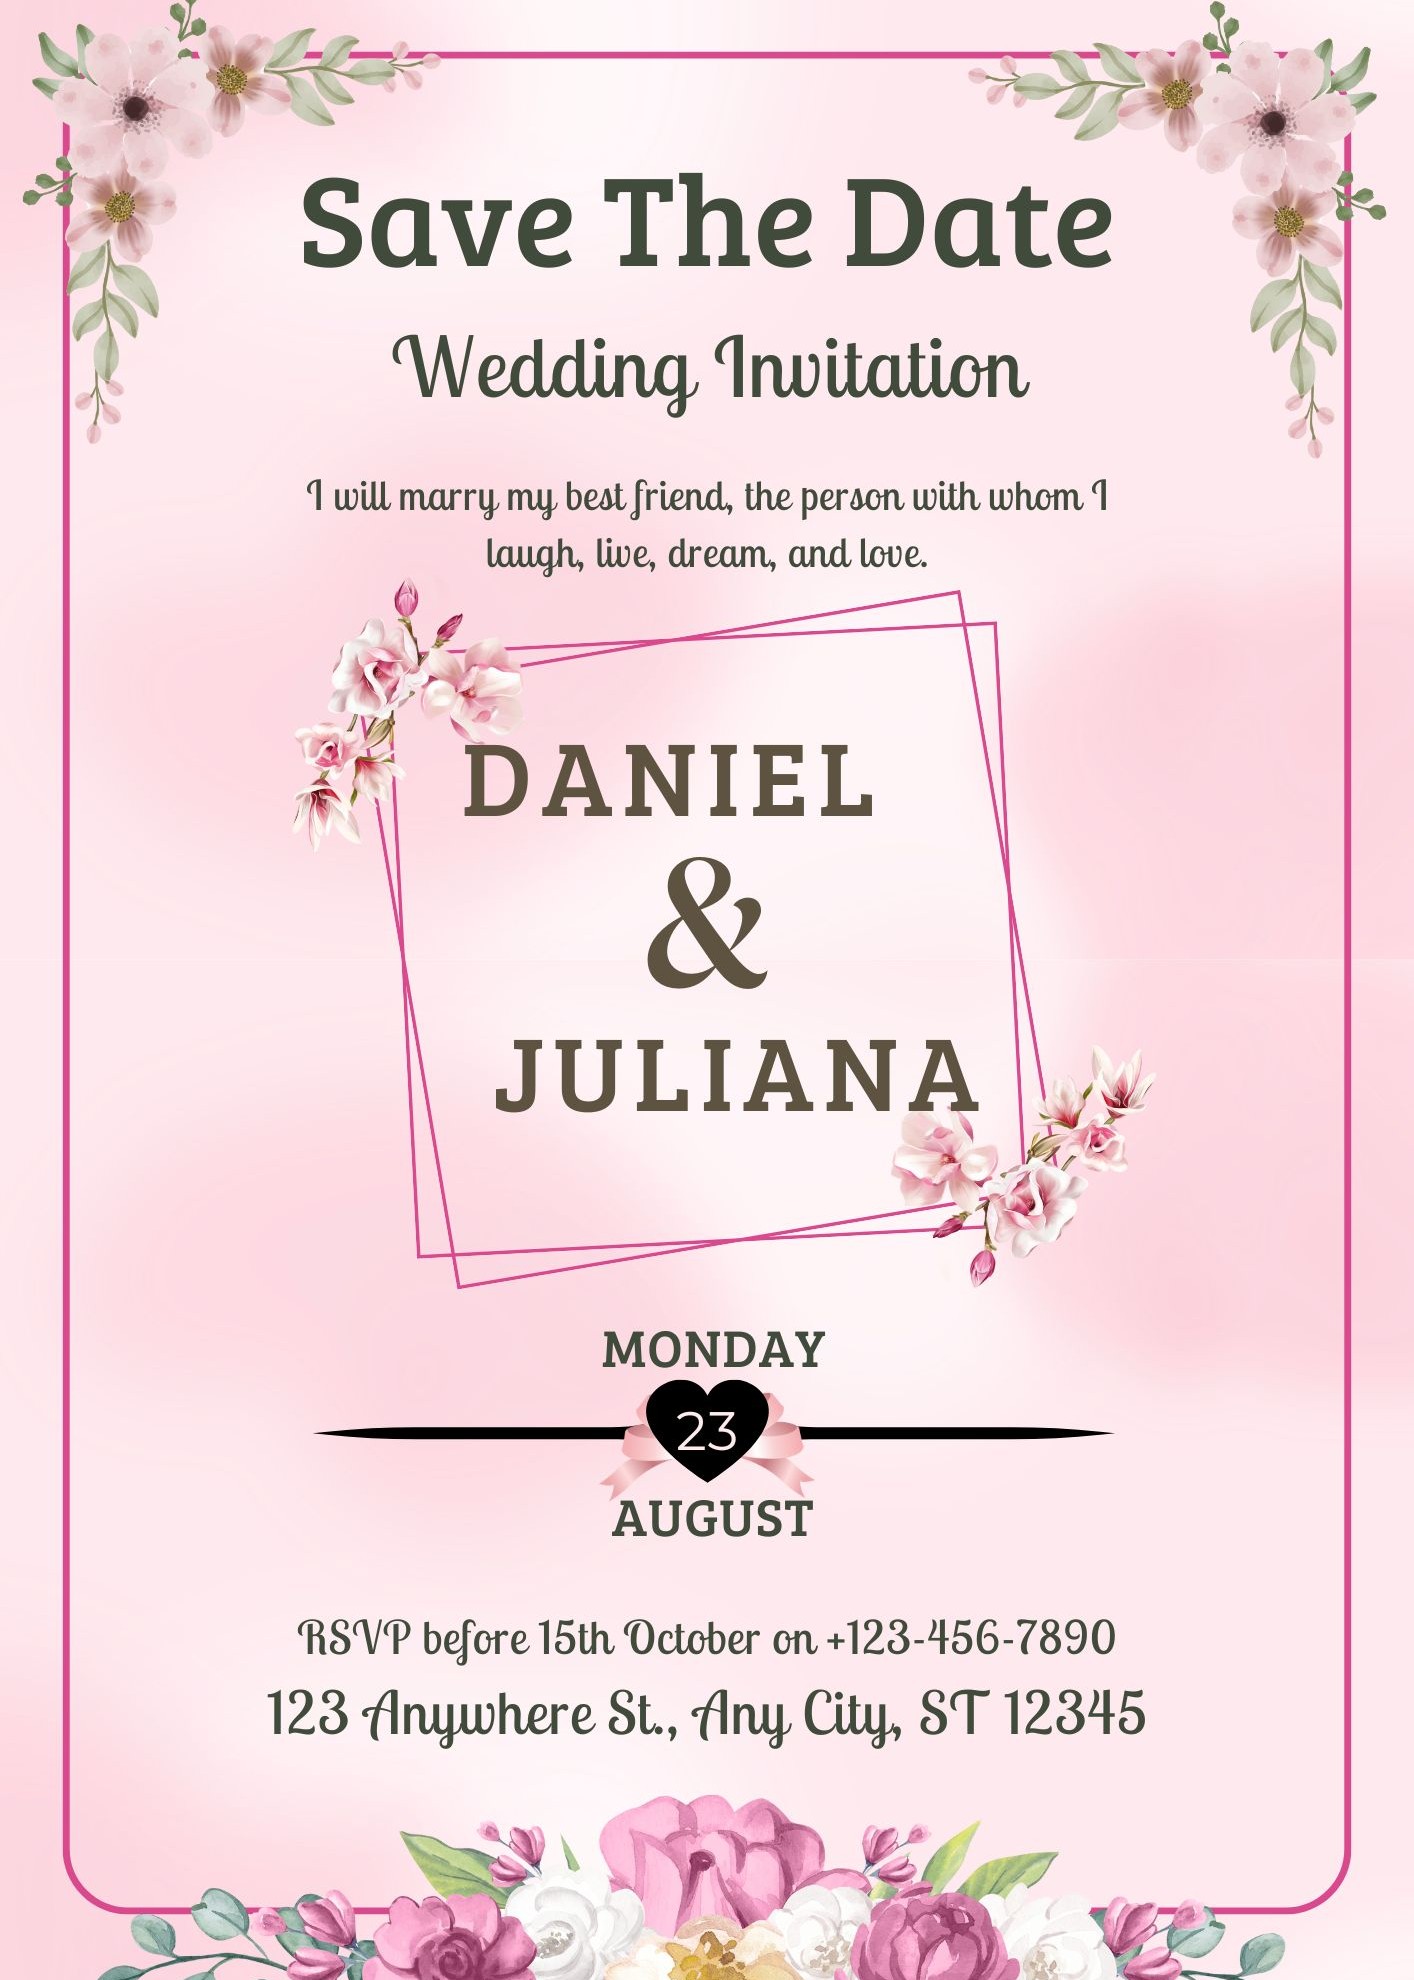 Save The Date
Wedding Invitation
I will marry my best friend, the person with whom I
laugh, live, dream, and love.
DANIEL
&
JULIANA
MONDAY
23
AUGUST
RSVP before 15th October on +123-456-7890
123 Anywhere St., Any City, ST 12345